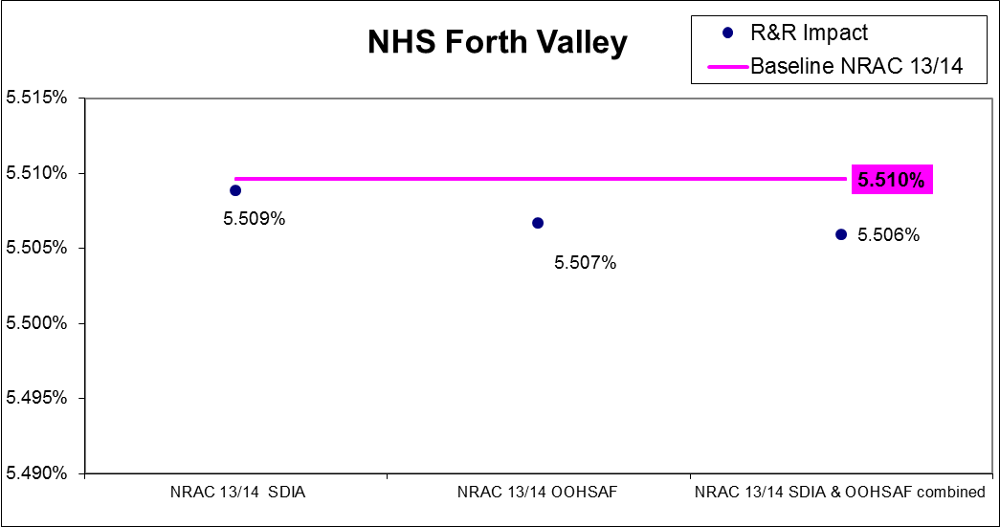 NHS Forth Valley
R&R Impact
Baseline NRAC 13/14
5.515%
5.510%
5.505%
5.500%
5.495%
5.490%
5.510%
5.509%
5.507%
5.506%
NRAC 13/14 SDIA
NRAC 13/14 OOHSAF
NRAC 13/14 SDIA & OOHSAF combined